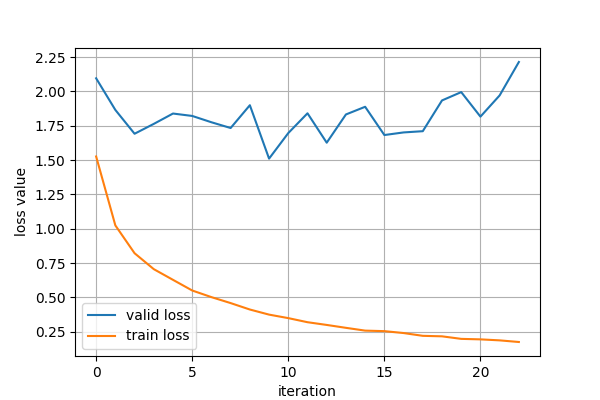 2.25
2.00
1.75
1.50
1.25
1.00
0.75
0.50
0.25
loss value
valid loss
train loss
0 5 10 15 20
iteration